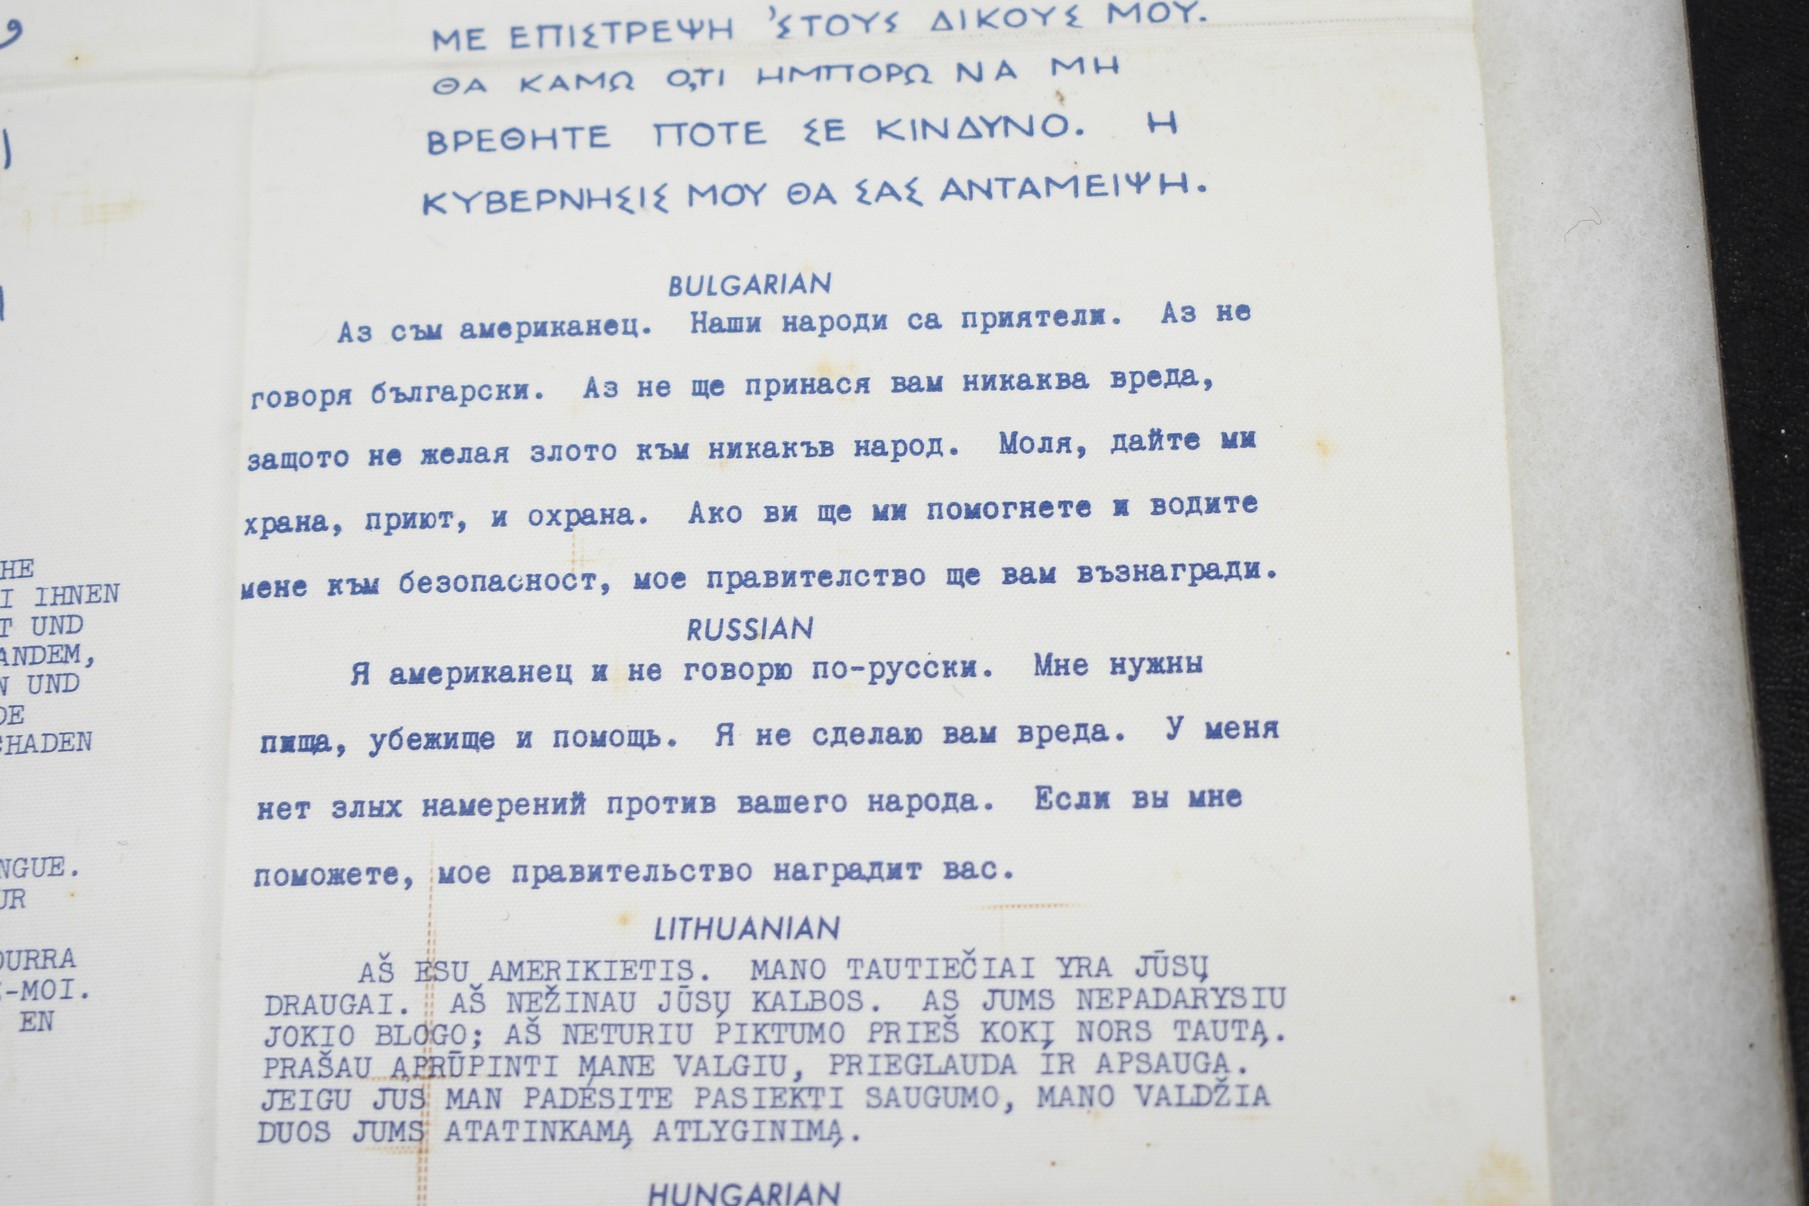 HE
I IHNEN
T UND
ANDEM,
N UND
DE
CHADEN
NGUE.
UR
OURRA
-MOI.
EN
ΜΕ ΕΠΙΣΤΡΕΨΗ ʼΣΤΟΥΣ ΔΙΚΟΥΣ ΜΟΥ.
ΘΑ ΚΑΜΩ Ο,ΤΙ ΗΜΠΟΡΩ ΝΑ ΜΗ
ΒΡΕΘΗΤΕ ΠΟΤΕ ΣΕ ΚΙΝΔΥΝΟ. Η
ΚΥΒΕΡΝΗΣΙΣ ΜΟΥ ΘΑ ΣΑΣ ΑΝΤΑΜΕΙΨΗ.
BULGARIAN
Аз съм американец. Наши народи са приятели. Аз не
говоря български. Аз не ще принася вам никаква вреда,
защото не желая злото към никакъв народ. Моля, дайте ми
храна, приют, и охрана. Ако ви ще ми помогнете и водите
мене към безопасност, мое правителство ще вам възнагради.
RUSSIAN
Я американец и не говорю по-русски. Мне нужны
пища, убежище и помощь. Я не сделаю вам вреда. У меня
нет злых намерений против вашего народа. Если вы мне
поможете, мое правительство наградит вас.
LITHUANIAN
AŠ ESU AMERIKIETIS. MANO TAUTIEČIAI YRA JŪSŲ
DRAUGAI. AŠ NEŽINAU JŪSŲ KALBOS. AS JUMS NEPADARYSIU
JOKIO BLOGO; AŠ NETURIU PIKTUMO PRIEŠ KOKĮ NORS TAUTĄ.
PRAŠAU APRŪPINTI MANE VALGIU, PRIEGLAUDA IR APSAUGA.
JEIGU JUS MAN PADĖSITE PASIEKTI SAUGUMO, MANO VALDŽIA
DUOS JUMS ATATINKAMĄ ATLYGINIMĄ.
HUNGARIAN